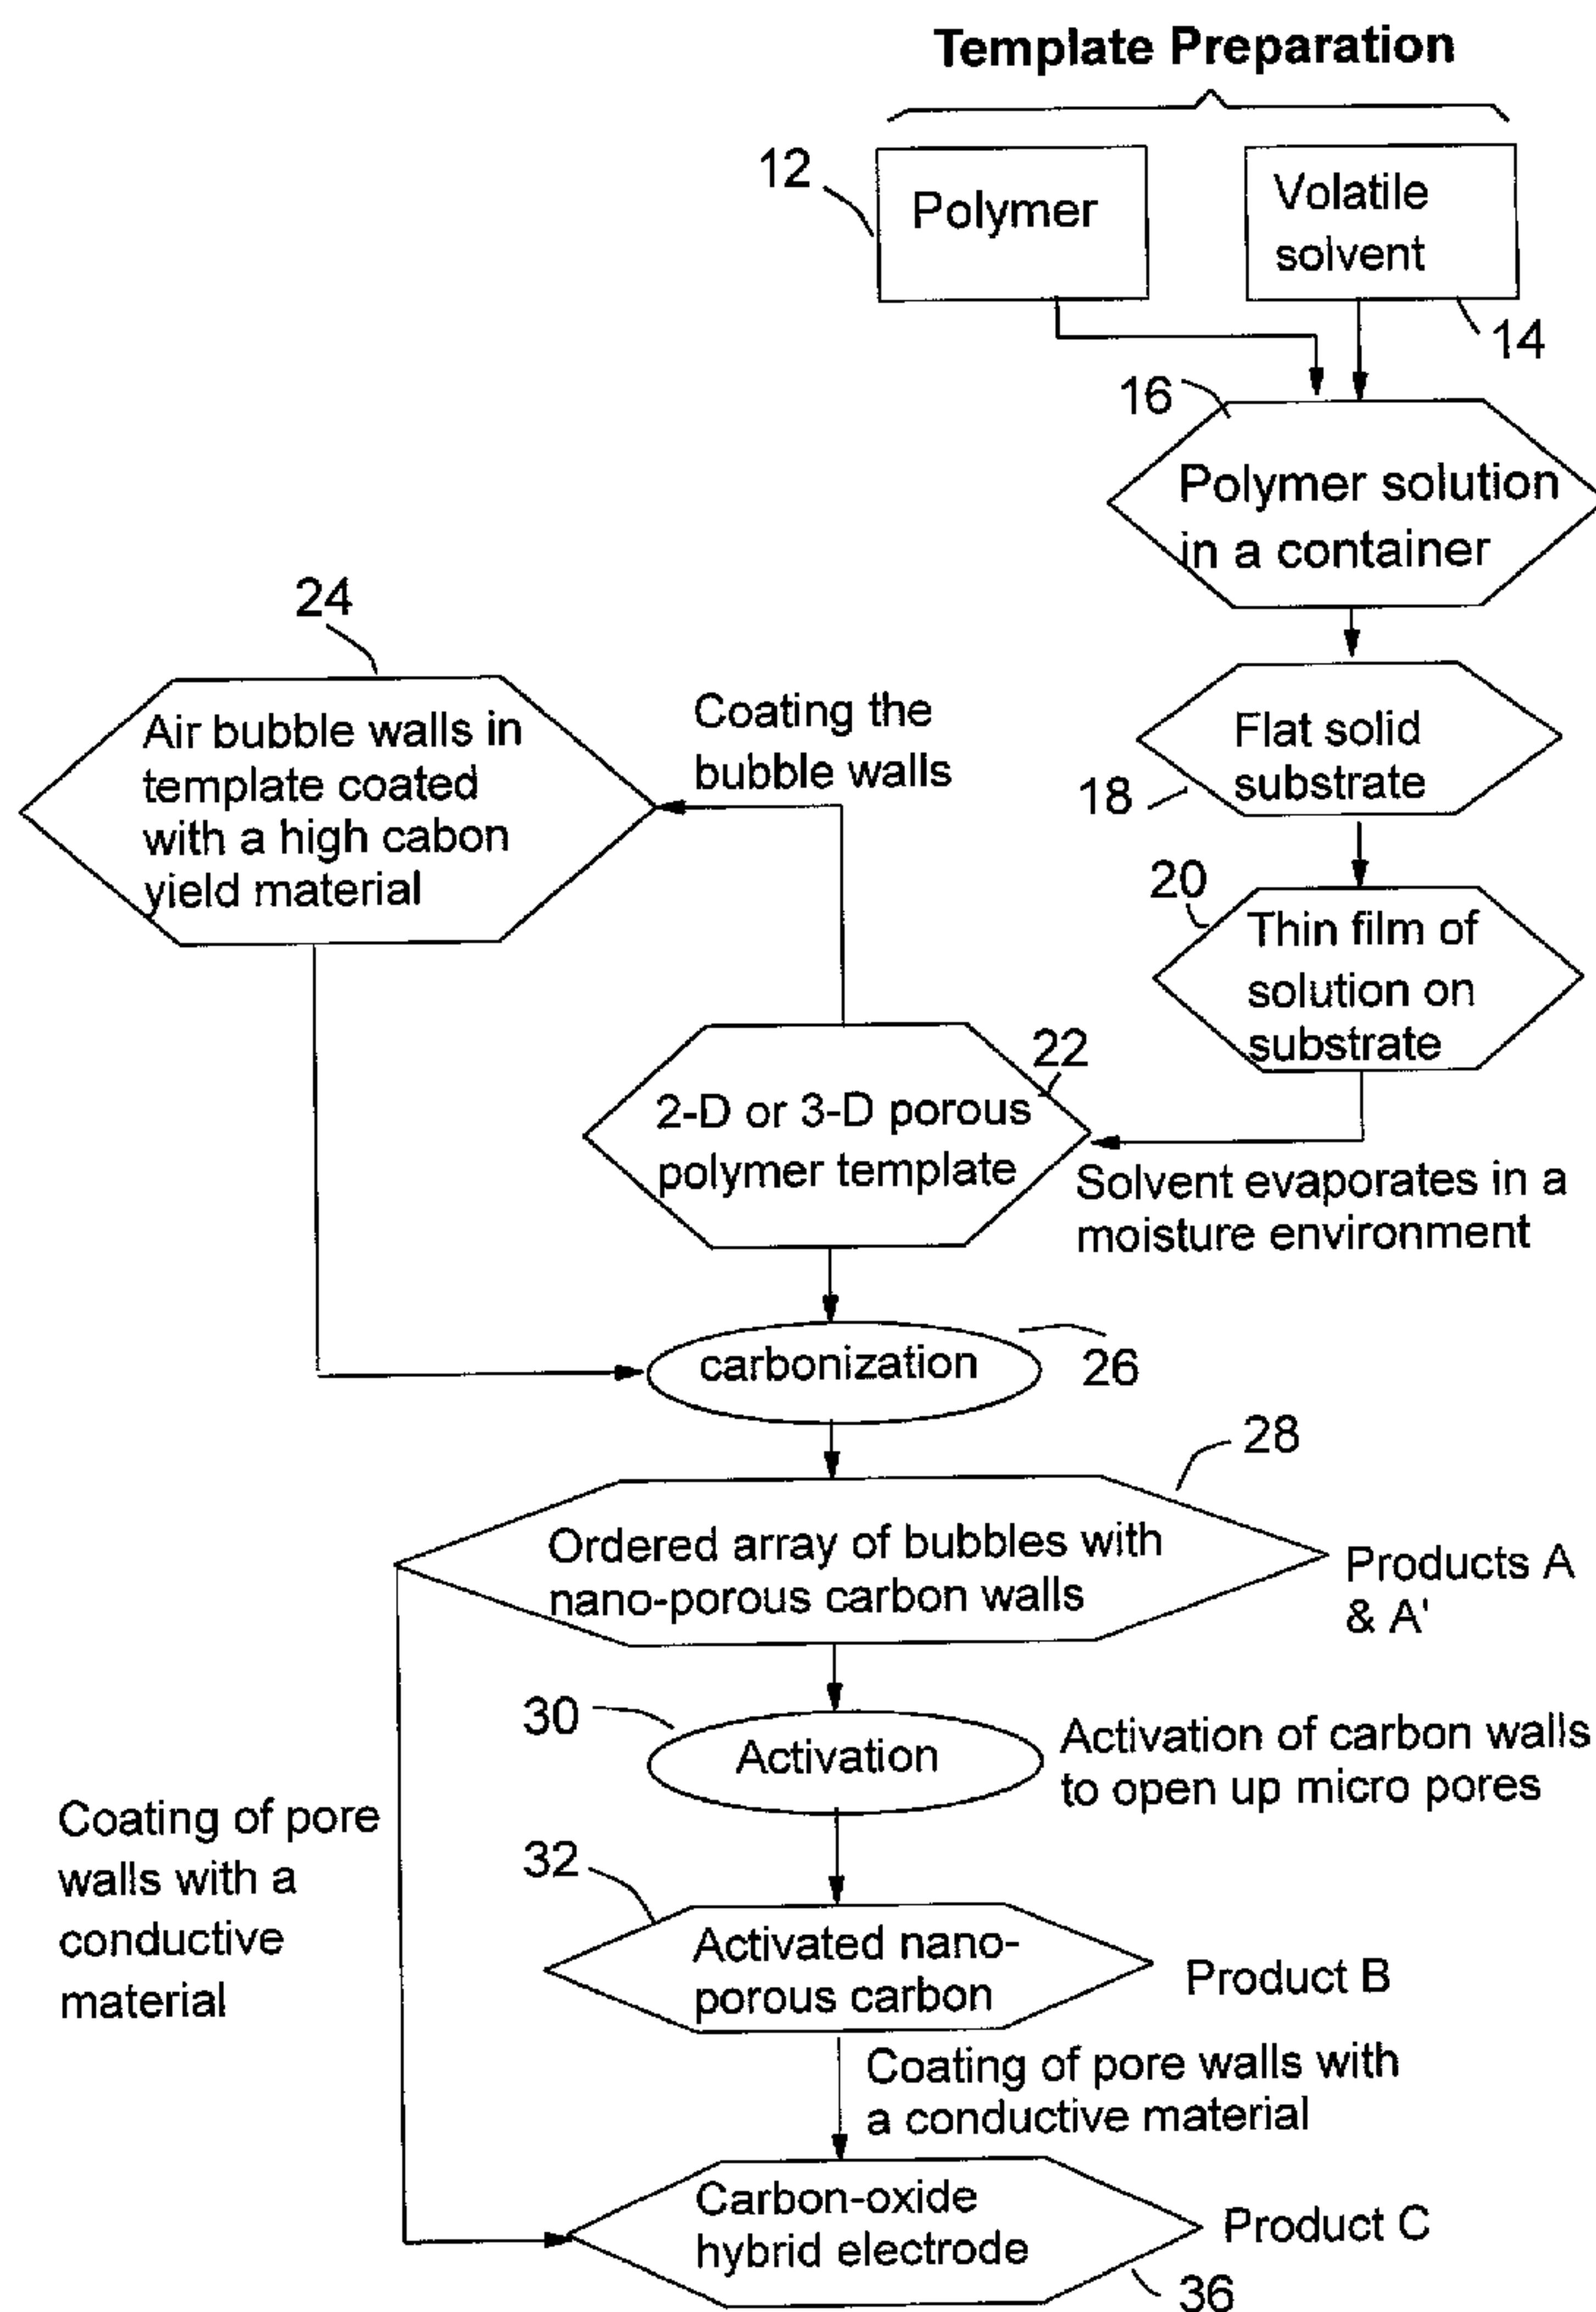 Template Preparation
12
Polymer
Volatile
solvent
14
16
Polymer solution
in a container
24
Air bubble walls in
template coated
with a high cabon
yield material
Coating the
bubble walls
Flat solid
substrate
18
20
Thin film of
solution on
substrate
22
2-D or 3-D porous
polymer template
Solvent evaporates in a
moisture environment
carbonization
26
28
Ordered array of bubbles with
nano-porous carbon walls
Products A
& A'
30
Activation
Activation of carbon walls
to open up micro pores
Coating of pore
walls with a
conductive
material
32
Activated nano-
porous carbon
Product B
Coating of pore walls with
a conductive material
Carbon-oxide
hybrid electrode
Product C
36